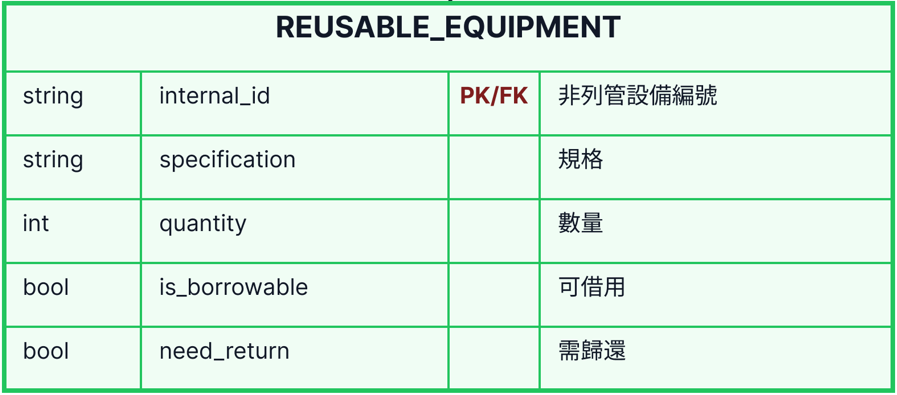 REUSABLE_EQUIPMENT
string internal_id PK/FK 非列管設備編號
string specification 規格
int quantity 數量
bool is_borrowable 可借用
bool need_return 需歸還